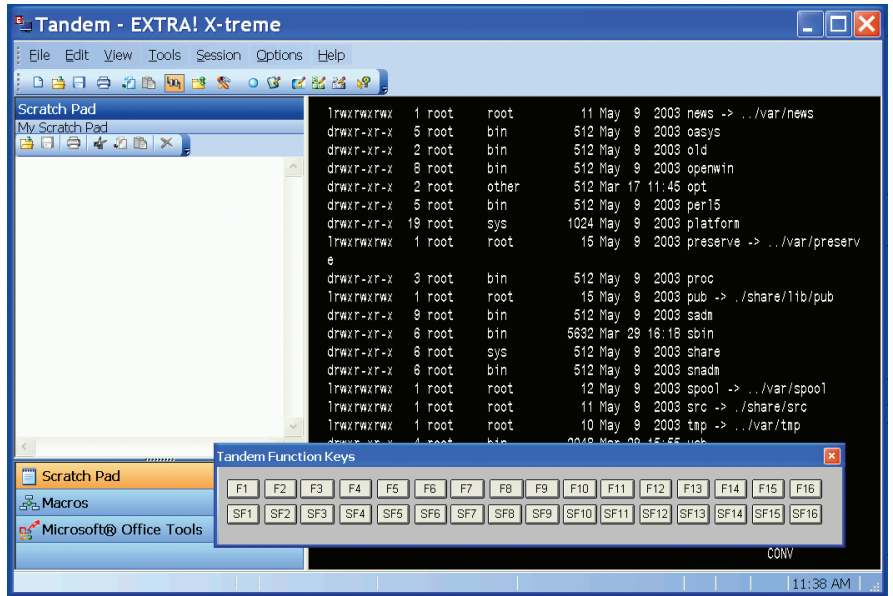 Tandem - EXTRA! X-treme
File Edit View Tools Session Options Help
Scratch Pad
My Scratch Pad
lrwxrwxrwx 1 root root 11 May 9 2003 news -> ../var/news
drwxr-xr-x 5 root bin 512 May 9 2003 oasys
drwxr-xr-x 2 root bin 512 May 9 2003 old
drwxr-xr-x 8 root bin 512 May 9 2003 openwin
drwxr-xr-x 2 root other 512 Mar 17 11:45 opt
drwxr-xr-x 5 root bin 512 May 9 2003 perl5
drwxr-xr-x 19 root sys 1024 May 9 2003 platform
lrwxrwxrwx 1 root root 15 May 9 2003 preserve -> ../var/preserv
e
drwxr-xr-x 3 root bin 512 May 9 2003 proc
lrwxrwxrwx 1 root root 15 May 9 2003 pub -> ./share/lib/pub
drwxr-xr-x 9 root bin 512 May 9 2003 sadm
drwxr-xr-x 6 root bin 5632 Mar 29 16:18 sbin
drwxr-xr-x 6 root sys 512 May 9 2003 share
drwxr-xr-x 6 root bin 512 May 9 2003 snadm
lrwxrwxrwx 1 root root 12 May 9 2003 spool -> ../var/spool
lrwxrwxrwx 1 root root 11 May 9 2003 src -> ./share/src
lrwxrwxrwx 1 root root 10 May 9 2003 tmp -> ../var/tmp
drwxr-xr-x 4 root bin 2048 Mar 15:55 ucb
Tandem Function Keys
F1 F2 F3 F4 F5 F6 F7 F8 F9 F10 F11 F12 F13 F14 F15 F16
SF1 SF2 SF3 SF4 SF5 SF6 SF7 SF8 SF9 SF10 SF11 SF12 SF13 SF14 SF15 SF16
Scratch Pad
Macros
Microsoft® Office Tools
CONV
11:38 AM